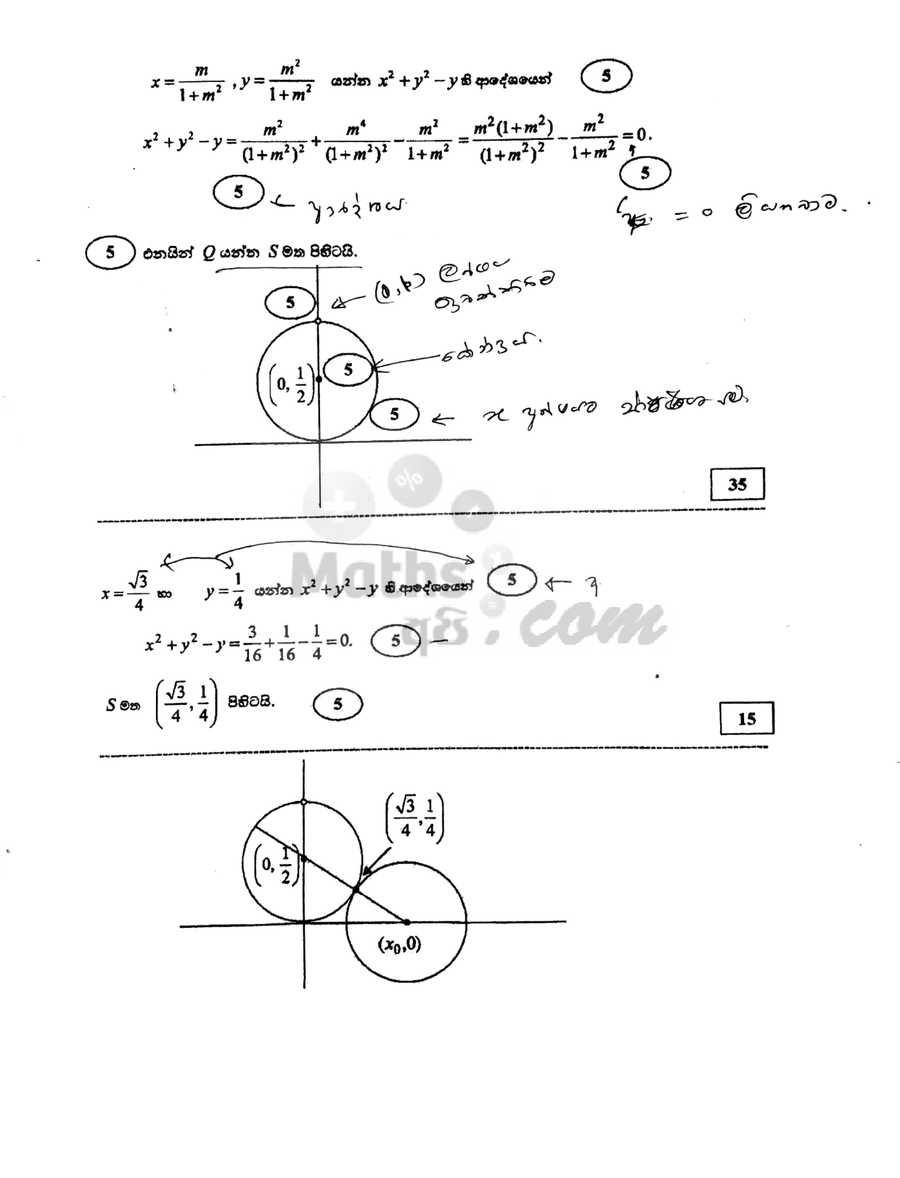 x = m/(1+m²) , y = m²/(1+m²) යන්න x² + y² − y හි ආදේශයෙන් 5
x² + y² − y = m²/(1+m²)² + m⁴/(1+m²)² − m²/(1+m²) = m²(1+m²)/(1+m²)² − m²/(1+m²) = 0.
5 5
= 0
5 එනයින් Q යන්න S මත පිහිටයි.
5
(0, 1/2) 5
5
35
x = √3/4 හා y = 1/4 යන්න x² + y² − y හි ආදේශයෙන් 5
x² + y² − y = 3/16 + 1/16 − 1/4 = 0. 5
Maths
අපි.com
S මත (√3/4, 1/4) පිහිටයි. 5
15
(√3/4, 1/4)
(0, 1/2)
(x₀,0)